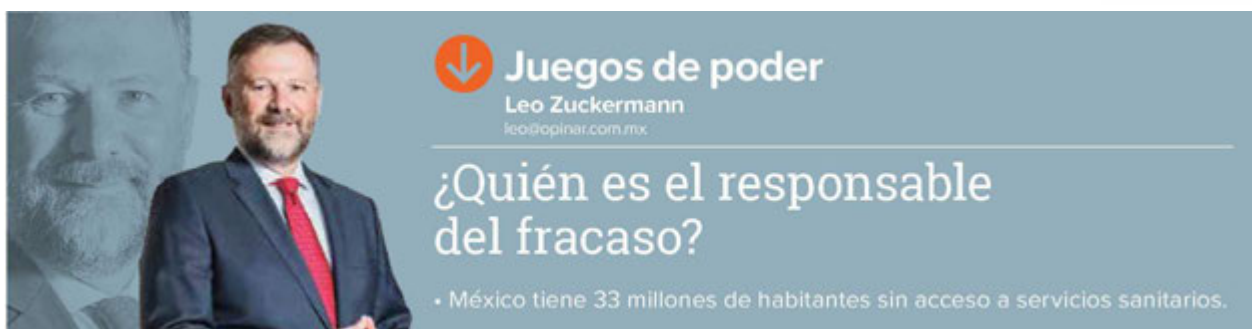 Juegos de poder
Leo Zuckermann
leo@opinar.com.mx
¿Quién es el responsable
del fracaso?
• México tiene 33 millones de habitantes sin acceso a servicios sanitarios.